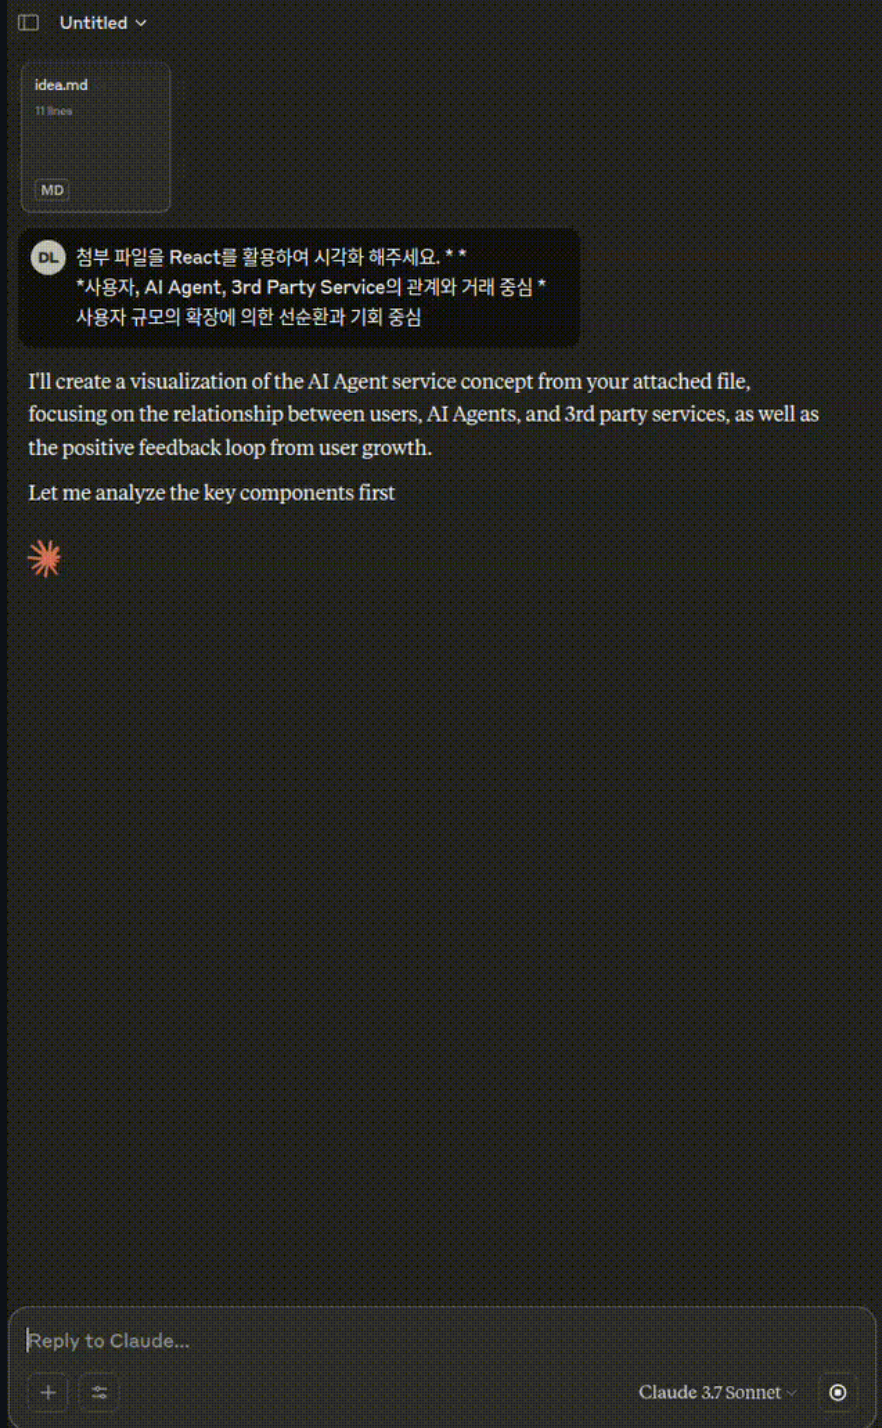 Untitled
idea.md
11 lines
MD
DL
첨부 파일을 React를 활용하여 시각화 해주세요. * *
*사용자, AI Agent, 3rd Party Service의 관계와 거래 중심 *
사용자 규모의 확장에 의한 선순환과 기회 중심
I'll create a visualization of the AI Agent service concept from your attached file,
focusing on the relationship between users, AI Agents, and 3rd party services, as well as
the positive feedback loop from user growth.
Let me analyze the key components first
Reply to Claude...
Claude 3.7 Sonnet